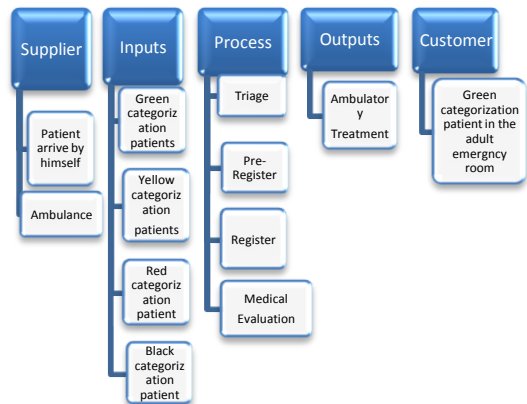 Supplier
Patient
arrive by
himself
Ambulance
Inputs
Green
categoriz
ation
patients
Yellow
categoriz
ation
patients
Red
categoriz
ation
patient
Black
categoriz
ation
patient
Process
Triage
Pre-
Register
Register
Medical
Evaluation
Outputs
Ambulator
y
Treatment
Customer
Green
categorization
patient in the
adult
emergncy
room